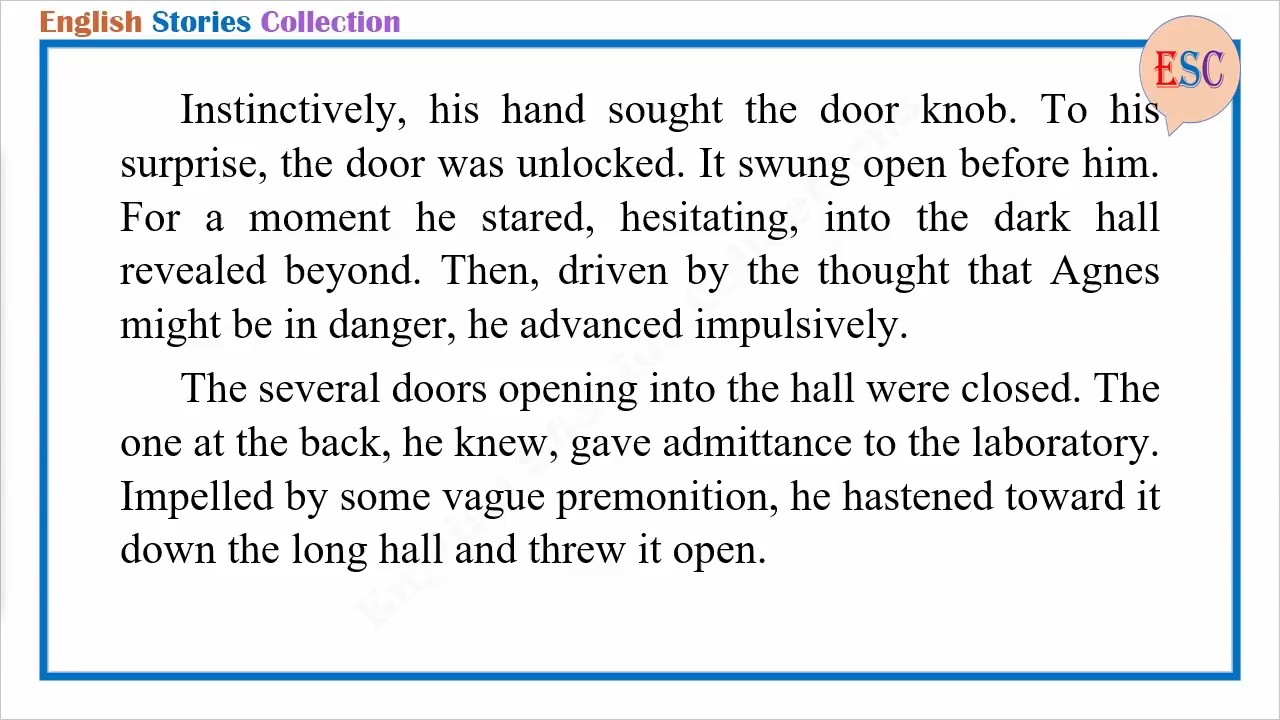 English Stories Collection
ESC
Instinctively, his hand sought the door knob. To his
surprise, the door was unlocked. It swung open before him.
For a moment he stared, hesitating, into the dark hall
revealed beyond. Then, driven by the thought that Agnes
might be in danger, he advanced impulsively.
The several doors opening into the hall were closed. The
one at the back, he knew, gave admittance to the laboratory.
Impelled by some vague premonition, he hastened toward it
down the long hall and threw it open.